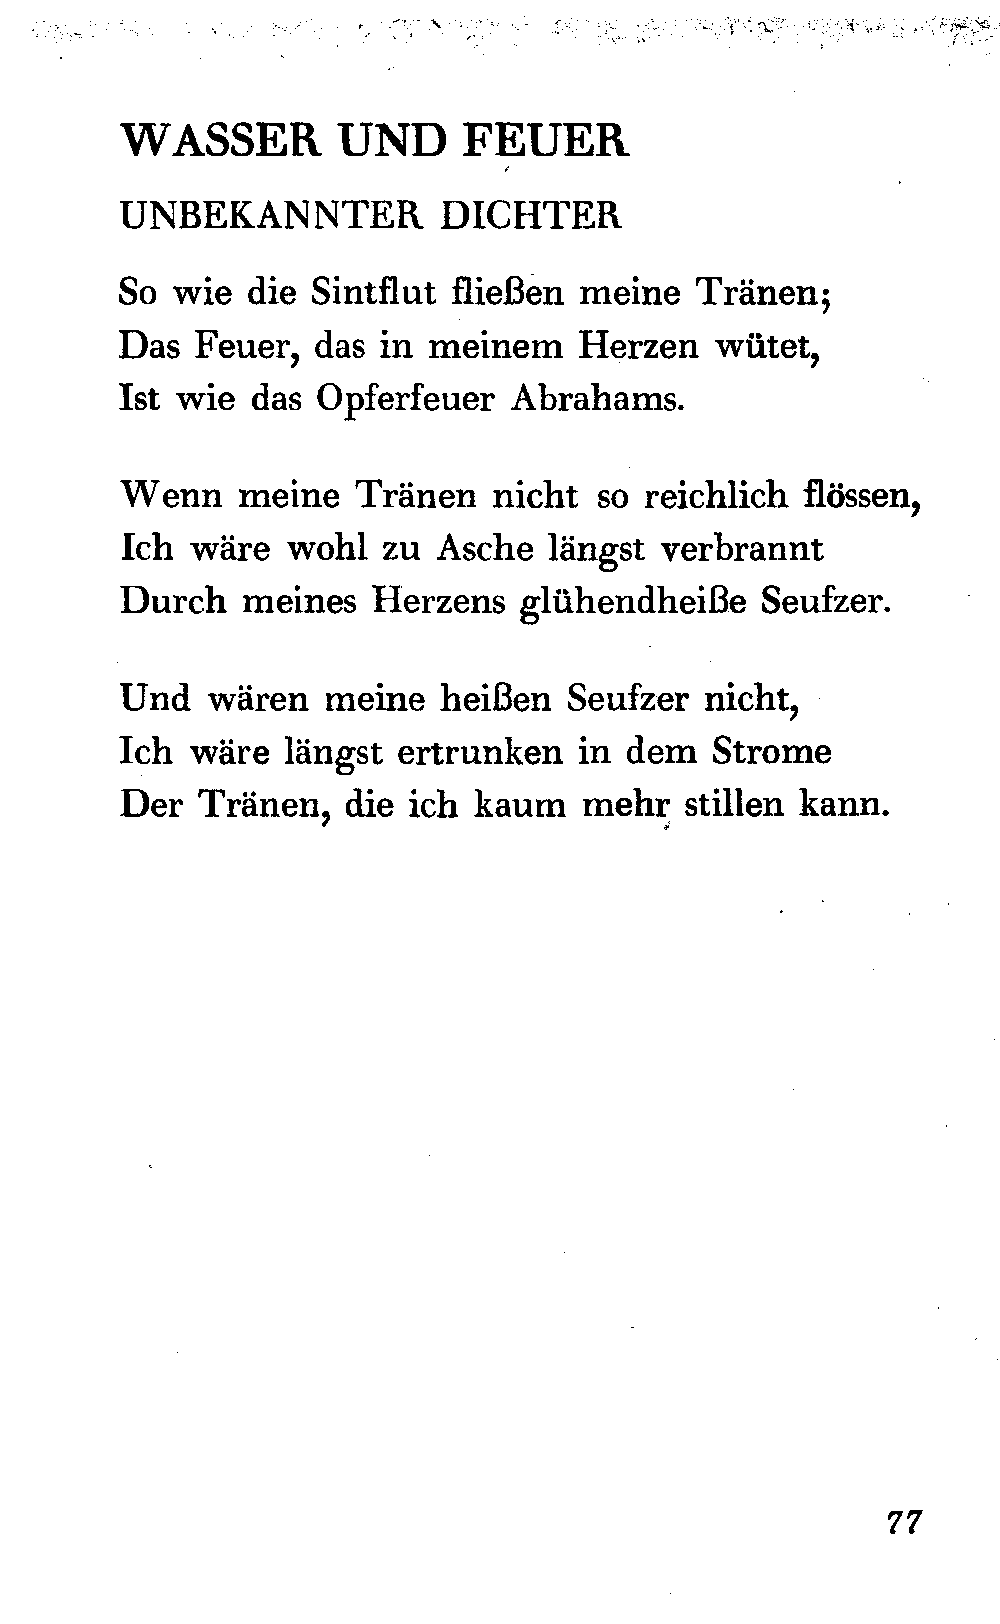 WASSER UND FEUER
UNBEKANNTER DICHTER
So wie die Sintflut fließen meine Tränen;
Das Feuer, das in meinem Herzen wütet,
Ist wie das Opferfeuer Abrahams.
Wenn meine Tränen nicht so reichlich flössen,
Ich wäre wohl zu Asche längst verbrannt
Durch meines Herzens glühendheiße Seufzer.
Und wären meine heißen Seufzer nicht,
Ich wäre längst ertrunken in dem Strome
Der Tränen, die ich kaum mehr stillen kann.
77